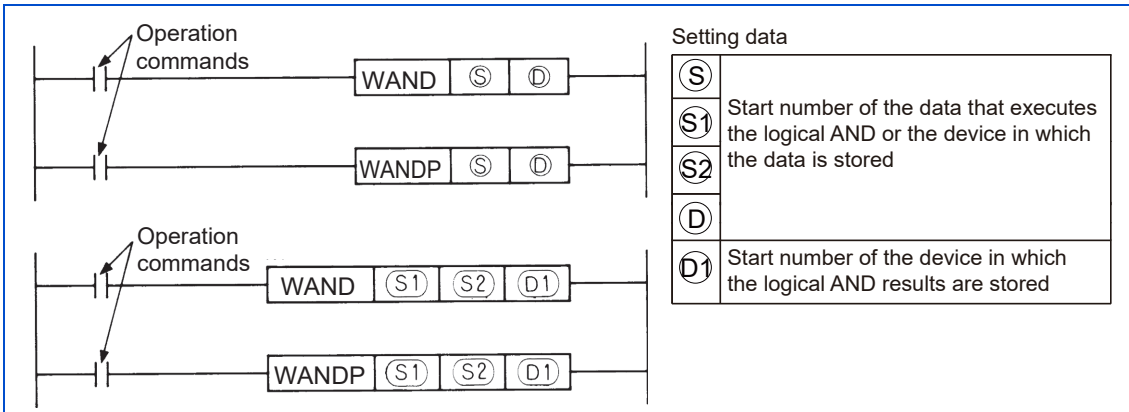 Operation
commands
WAND S D
WANDP S D
Operation
commands
WAND S1 S2 D1
WANDP S1 S2 D1
Setting data
S
S1
S2
D
Start number of the data that executes
the logical AND or the device in which
the data is stored
D1
Start number of the device in which
the logical AND results are stored